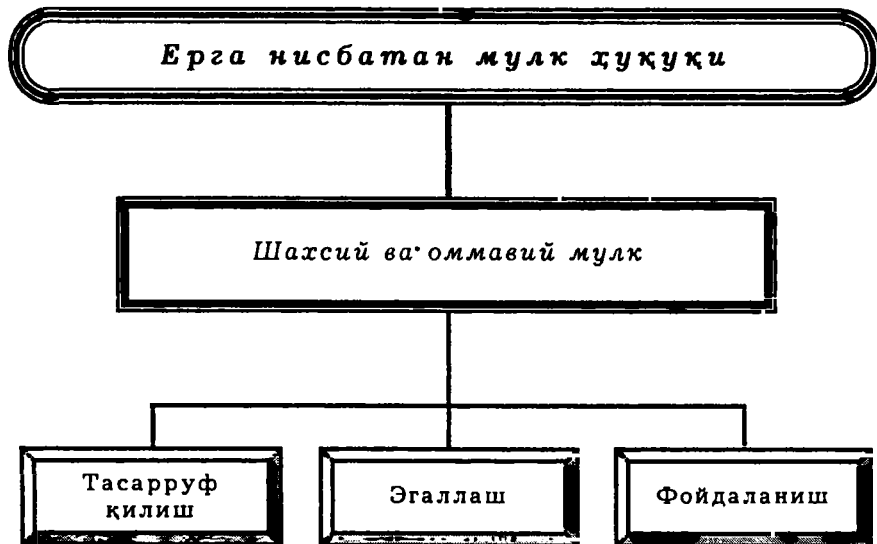 Ерга нисбатан мулк ҳуқуқи
Шахсий ва оммавий мулк
Тасарруф
қилиш
Эгаллаш
Фойдаланиш